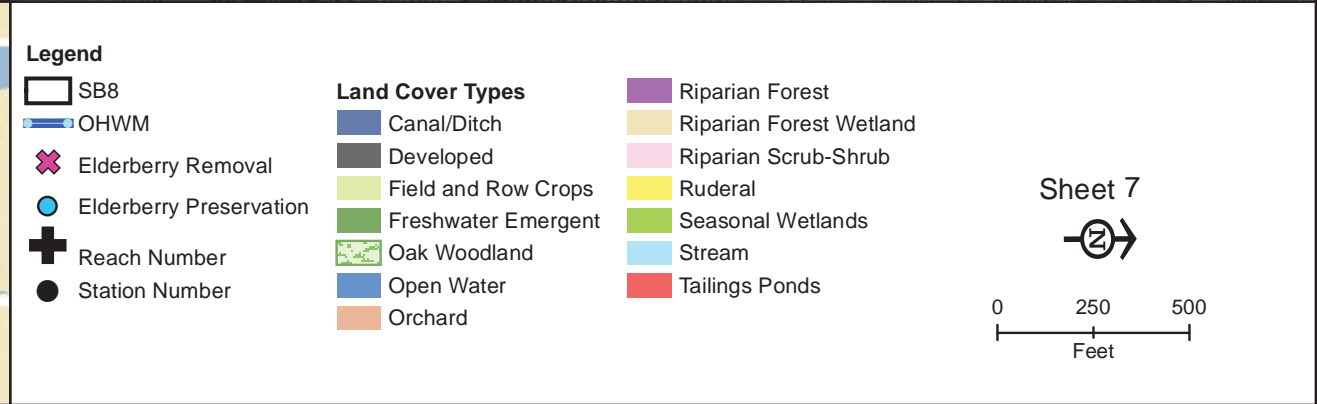 Legend
SB8
OHWM
Elderberry Removal
Elderberry Preservation
Reach Number
Station Number
Land Cover Types
Canal/Ditch
Developed
Field and Row Crops
Freshwater Emergent
Oak Woodland
Open Water
Orchard
Riparian Forest
Riparian Forest Wetland
Riparian Scrub-Shrub
Ruderal
Seasonal Wetlands
Stream
Tailings Ponds
Sheet 7
N
0 250 500
Feet